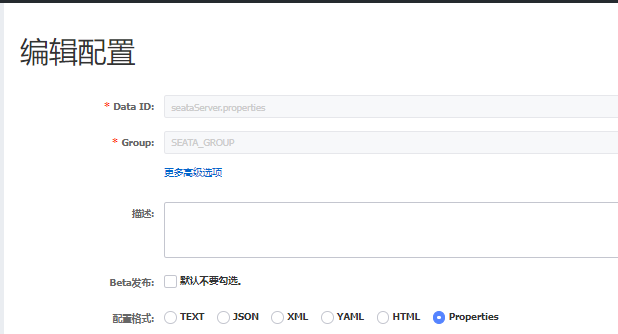 编辑配置
* Data ID: seataServer.properties
* Group: SEATA_GROUP
更多高级选项
描述:
Beta发布: 默认不要勾选。
配置格式: TEXT JSON XML YAML HTML Properties